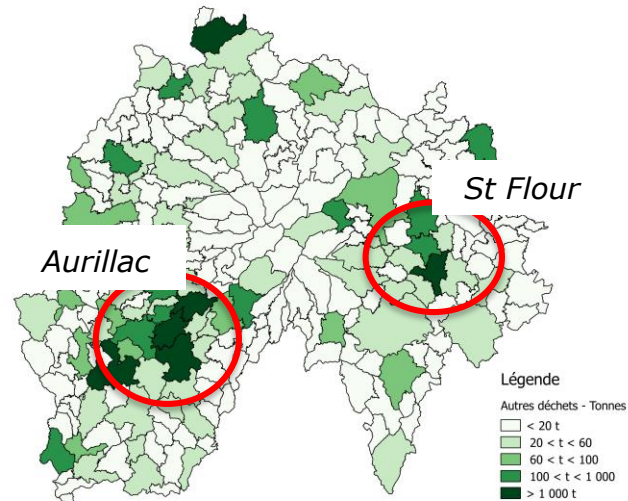 St Flour
Aurillac
Légende
Autres déchets - Tonnes
< 20 t
20 < t < 60
60 < t < 100
100 < t < 1 000
> 1 000 t